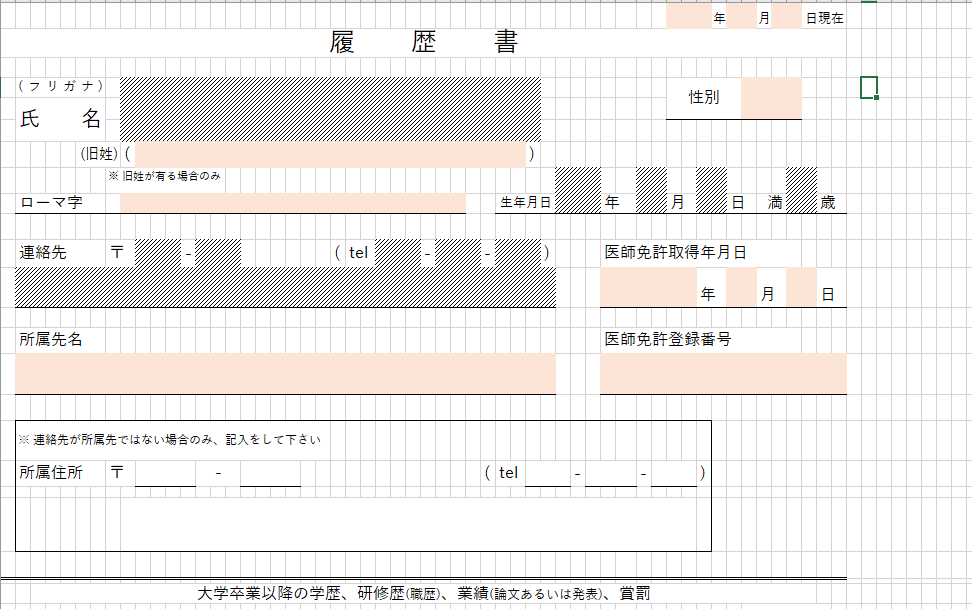 年 月 日現在
履 歴 書
(フリガナ)
氏 名
性別
(旧姓) ( )
※ 旧姓が有る場合のみ
ローマ字 生年月日 年 月 日 満 歳
連絡先 〒 - ( tel - - ) 医師免許取得年月日
年 月 日
所属先名 医師免許登録番号
※ 連絡先が所属先ではない場合のみ、記入をして下さい
所属住所 〒 - ( tel - - )
大学卒業以降の学歴、研修歴(職歴)、業績(論文あるいは発表)、賞罰